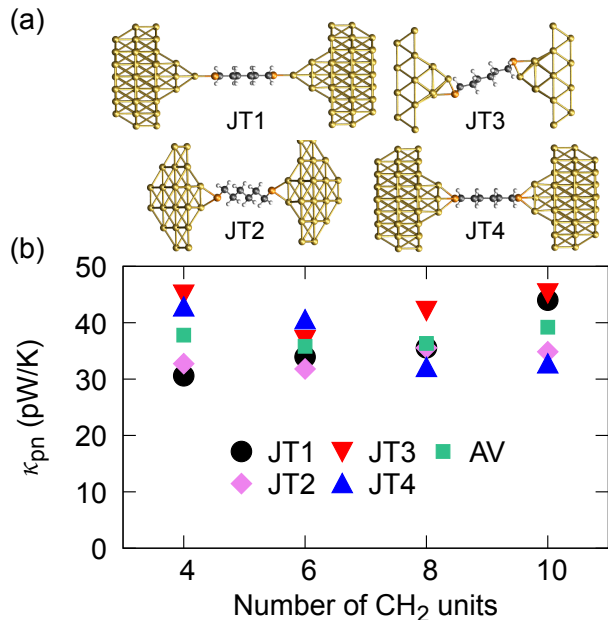 (a)
JT1
JT3
JT2
JT4
(b)
50
40
30
20
10
0
κpn (pW/K)
JT1 JT3 AV
JT2 JT4
4 6 8 10
Number of CH2 units